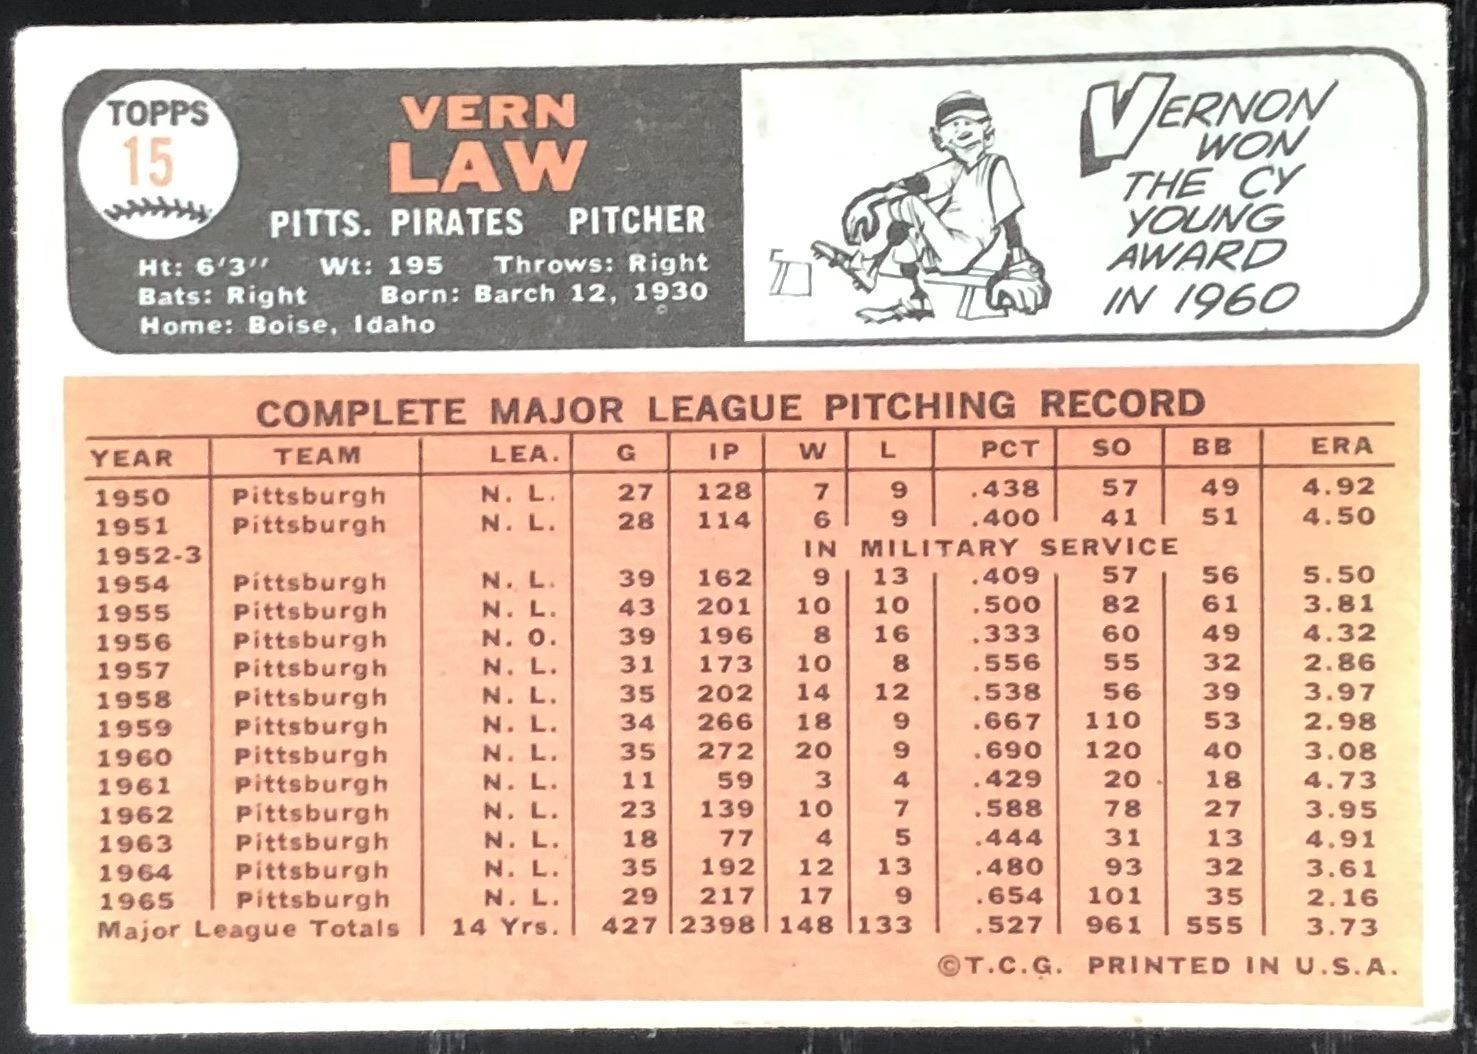 TOPPS
15
VERN
LAW
PITTS. PIRATES PITCHER
Ht: 6'3" Wt: 195 Throws: Right
Bats: Right Born: Barch 12, 1930
Home: Boise, Idaho
VERNON
WON
THE CY
YOUNG
AWARD
IN 1960
COMPLETE MAJOR LEAGUE PITCHING RECORD
YEAR TEAM LEA. G IP W L PCT SO BB ERA
1950 Pittsburgh N. L. 27 128 7 9 .438 57 49 4.92
1951 Pittsburgh N. L. 28 114 6 9 .400 41 51 4.50
1952-3 IN MILITARY SERVICE
1954 Pittsburgh N. L. 39 162 9 13 .409 57 56 5.50
1955 Pittsburgh N. L. 43 201 10 10 .500 82 61 3.81
1956 Pittsburgh N. O. 39 196 8 16 .333 60 49 4.32
1957 Pittsburgh N. L. 31 173 10 8 .556 55 32 2.86
1958 Pittsburgh N. L. 35 202 14 12 .538 56 39 3.97
1959 Pittsburgh N. L. 34 266 18 9 .667 110 53 2.98
1960 Pittsburgh N. L. 35 272 20 9 .690 120 40 3.08
1961 Pittsburgh N. L. 11 59 3 4 .429 20 18 4.73
1962 Pittsburgh N. L. 23 139 10 7 .588 78 27 3.95
1963 Pittsburgh N. L. 18 77 4 5 .444 31 13 4.91
1964 Pittsburgh N. L. 35 192 12 13 .480 93 32 3.61
1965 Pittsburgh N. L. 29 217 17 9 .654 101 35 2.16
Major League Totals 14 Yrs. 427 2398 148 133 .527 961 555 3.73
©T.C.G. PRINTED IN U.S.A.